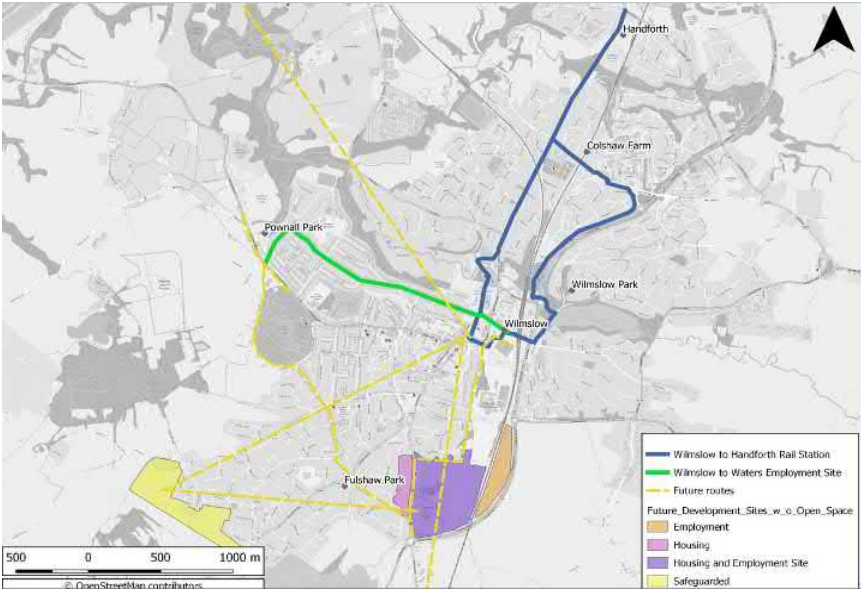 Handforth
Colshaw Farm
Pownall Park
Wilmslow Park
Wilmslow
Fulshaw Park
Wilmslow to Handforth Rail Station
Wilmslow to Waters Employment Site
Future routes
Future_Development_Sites_w_o_Open_Space
Employment
Housing
Housing and Employment Site
Safeguarded
500 0 500 1000 m
© OpenStreetMap contributors